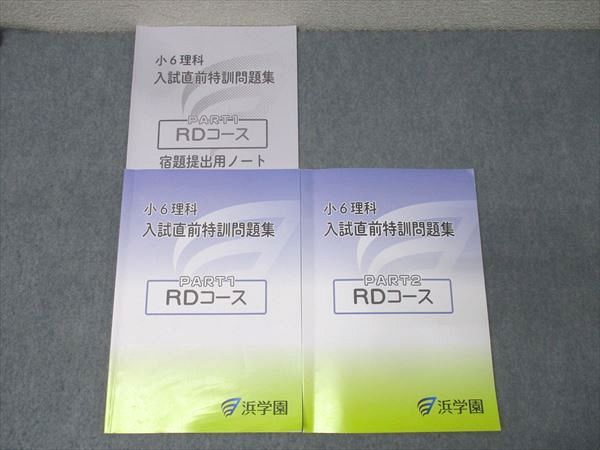 小6理科
入試直前特訓問題集
PART1
RDコース
宿題提出用ノート
小6理科
入試直前特訓問題集
PART1
RDコース
浜学園
小6理科
入試直前特訓問題集
PART2
RDコース
浜学園